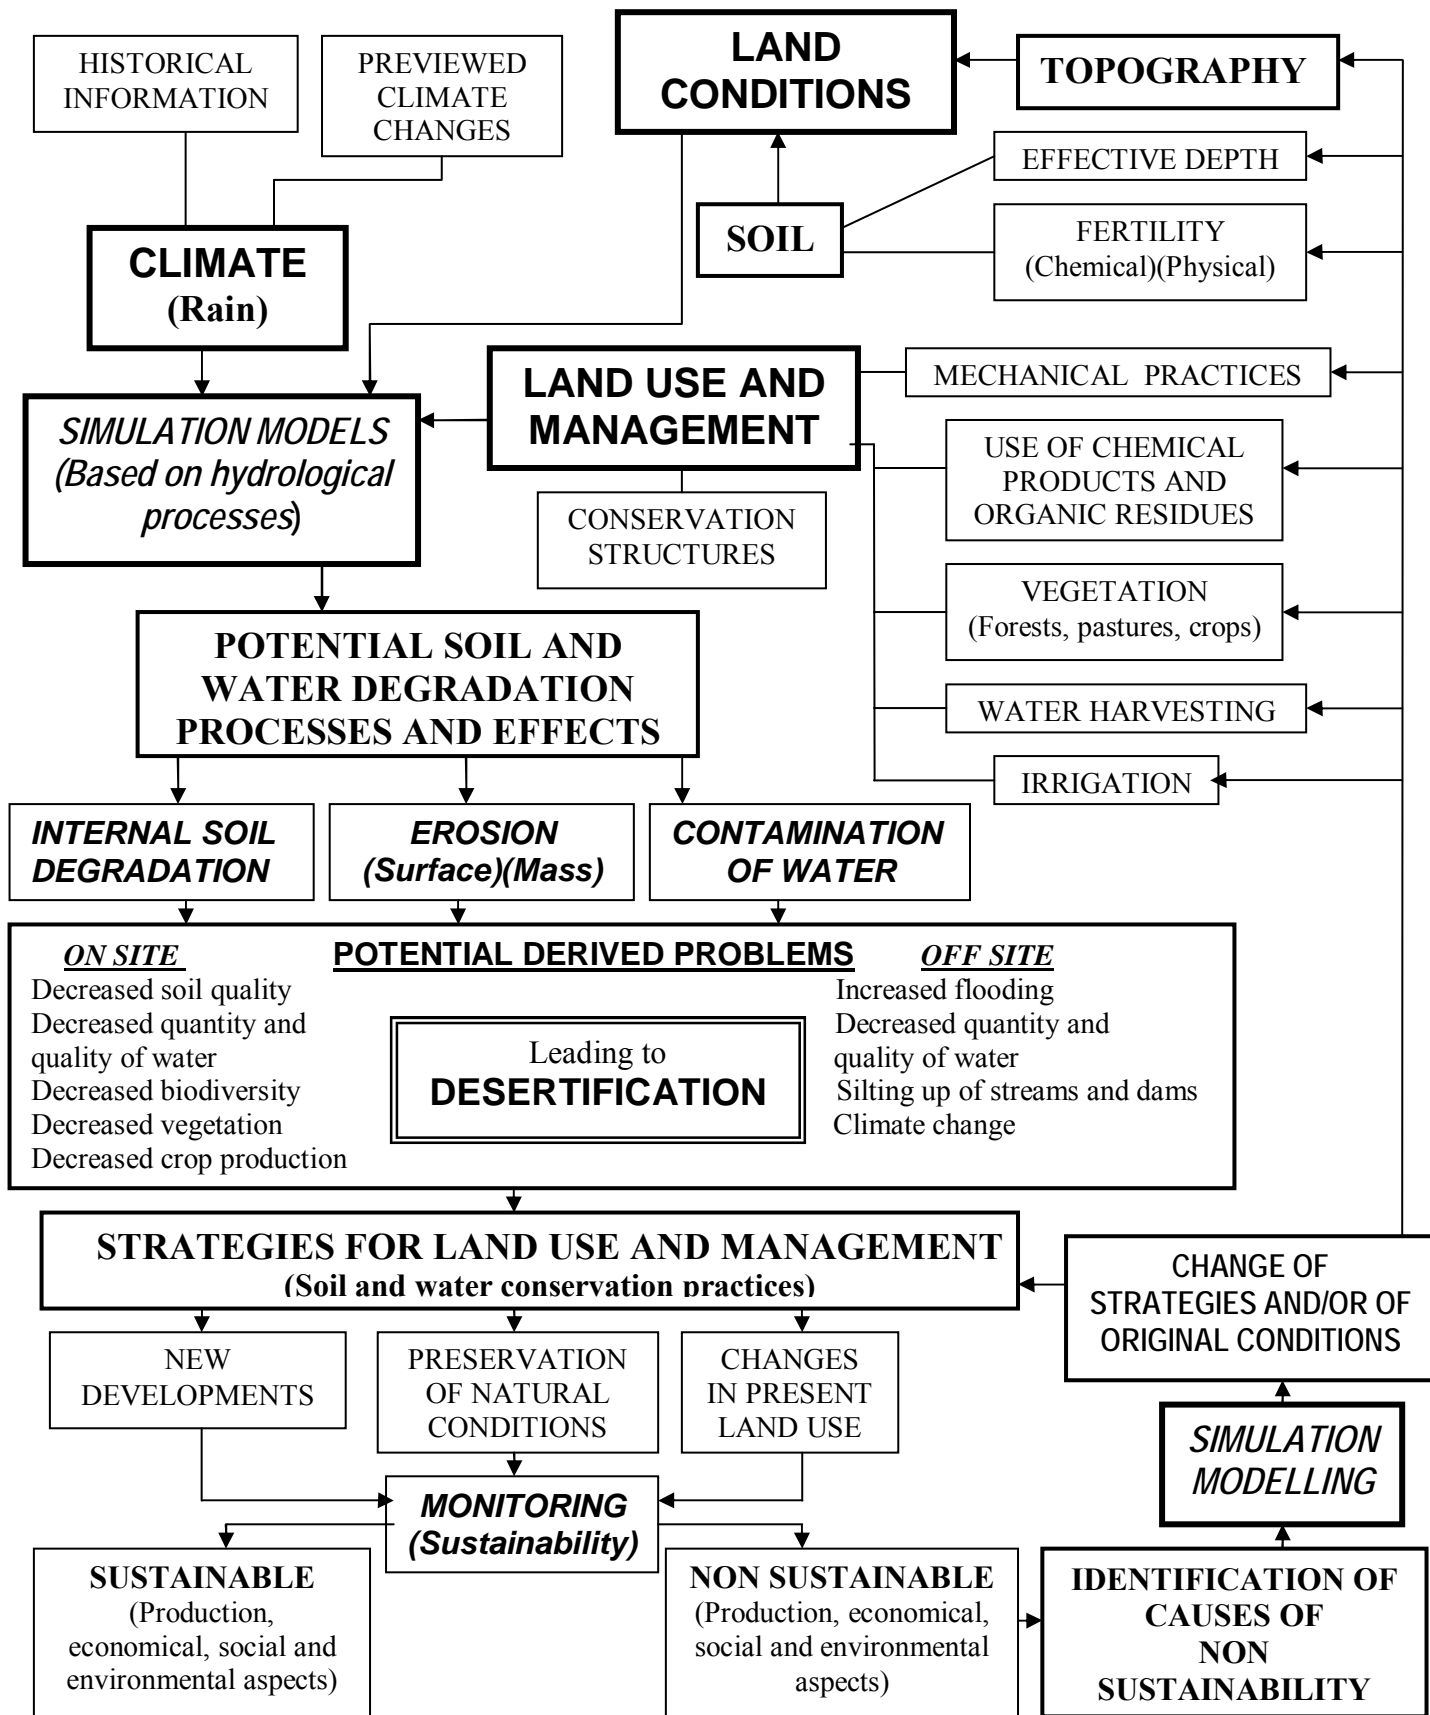 HISTORICAL
INFORMATION
PREVIEWED
CLIMATE
CHANGES
LAND
CONDITIONS
TOPOGRAPHY
EFFECTIVE DEPTH
SOIL
FERTILITY
(Chemical)(Physical)
CLIMATE
(Rain)
LAND USE AND
MANAGEMENT
MECHANICAL PRACTICES
SIMULATION MODELS
(Based on hydrological
processes)
USE OF CHEMICAL
PRODUCTS AND
ORGANIC RESIDUES
CONSERVATION
STRUCTURES
VEGETATION
(Forests, pastures, crops)
POTENTIAL SOIL AND
WATER DEGRADATION
PROCESSES AND EFFECTS
WATER HARVESTING
IRRIGATION
INTERNAL SOIL
DEGRADATION
EROSION
(Surface)(Mass)
CONTAMINATION
OF WATER
POTENTIAL DERIVED PROBLEMS
ON SITE
Decreased soil quality
Decreased quantity and
quality of water
Decreased biodiversity
Decreased vegetation
Decreased crop production
Leading to
DESERTIFICATION
OFF SITE
Increased flooding
Decreased quantity and
quality of water
Silting up of streams and dams
Climate change
STRATEGIES FOR LAND USE AND MANAGEMENT
(Soil and water conservation practices)
CHANGE OF
STRATEGIES AND/OR OF
ORIGINAL CONDITIONS
NEW
DEVELOPMENTS
PRESERVATION
OF NATURAL
CONDITIONS
CHANGES
IN PRESENT
LAND USE
SIMULATION
MODELLING
MONITORING
(Sustainability)
SUSTAINABLE
(Production,
economical, social and
environmental aspects)
NON SUSTAINABLE
(Production, economical,
social and environmental
aspects)
IDENTIFICATION OF
CAUSES OF
NON
SUSTAINABILITY